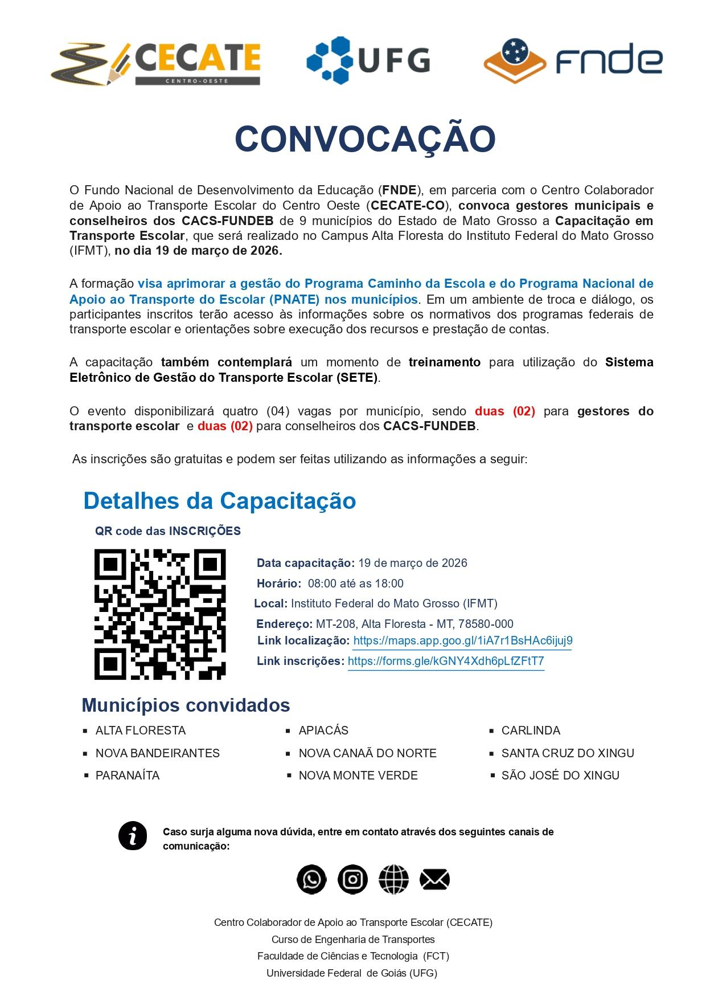 CECATE
CENTRO-OESTE
UFG
fnde
CONVOCAÇÃO
O Fundo Nacional de Desenvolvimento da Educação (FNDE), em parceria com o Centro Colaborador
de Apoio ao Transporte Escolar do Centro Oeste (CECATE-CO), convoca gestores municipais e
conselheiros dos CACS-FUNDEB de 9 municípios do Estado de Mato Grosso a Capacitação em
Transporte Escolar, que será realizado no Campus Alta Floresta do Instituto Federal do Mato Grosso
(IFMT), no dia 19 de março de 2026.
A formação visa aprimorar a gestão do Programa Caminho da Escola e do Programa Nacional de
Apoio ao Transporte do Escolar (PNATE) nos municípios. Em um ambiente de troca e diálogo, os
participantes inscritos terão acesso às informações sobre os normativos dos programas federais de
transporte escolar e orientações sobre execução dos recursos e prestação de contas.
A capacitação também contemplará um momento de treinamento para utilização do Sistema
Eletrônico de Gestão do Transporte Escolar (SETE).
O evento disponibilizará quatro (04) vagas por município, sendo duas (02) para gestores do
transporte escolar e duas (02) para conselheiros dos CACS-FUNDEB.
As inscrições são gratuitas e podem ser feitas utilizando as informações a seguir:
Detalhes da Capacitação
QR code das INSCRIÇÕES
Data capacitação: 19 de março de 2026
Horário: 08:00 até as 18:00
Local: Instituto Federal do Mato Grosso (IFMT)
Endereço: MT-208, Alta Floresta - MT, 78580-000
Link localização: https://maps.app.goo.gl/1iA7r1BsHAc6ijuj9
Link inscrições: https://forms.gle/kGNY4Xdh6pLfZFtT7
Municípios convidados
▪ ALTA FLORESTA ▪ APIACÁS ▪ CARLINDA
▪ NOVA BANDEIRANTES ▪ NOVA CANAÃ DO NORTE ▪ SANTA CRUZ DO XINGU
▪ PARANAÍTA ▪ NOVA MONTE VERDE ▪ SÃO JOSÉ DO XINGU
Caso surja alguma nova dúvida, entre em contato através dos seguintes canais de
comunicação:
Centro Colaborador de Apoio ao Transporte Escolar (CECATE)
Curso de Engenharia de Transportes
Faculdade de Ciências e Tecnologia (FCT)
Universidade Federal de Goiás (UFG)